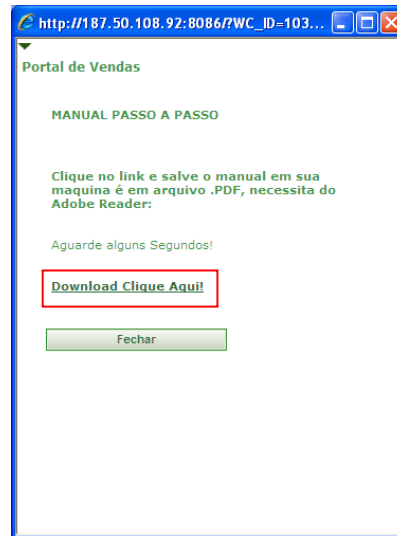 http://187.50.108.92:8086/?WC_ID=103...
Portal de Vendas
MANUAL PASSO A PASSO
Clique no link e salve o manual em sua
maquina é em arquivo .PDF, necessita do
Adobe Reader:
Aguarde alguns Segundos!
Download Clique Aqui!
Fechar